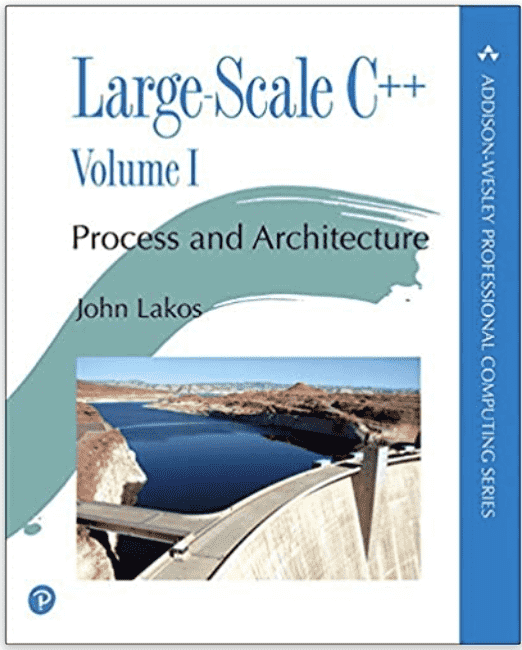 Large-Scale C++
Volume I
Process and Architecture
John Lakos
ADDISON-WESLEY PROFESSIONAL COMPUTING SERIES
P